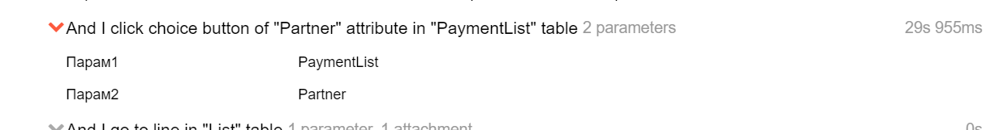 And I click choice button of "Partner" attribute in "PaymentList" table 2 parameters 29s 955ms
Парам1 PaymentList
Парам2 Partner
And I go to line in "List" table 1 parameter, 1 attachment 0s